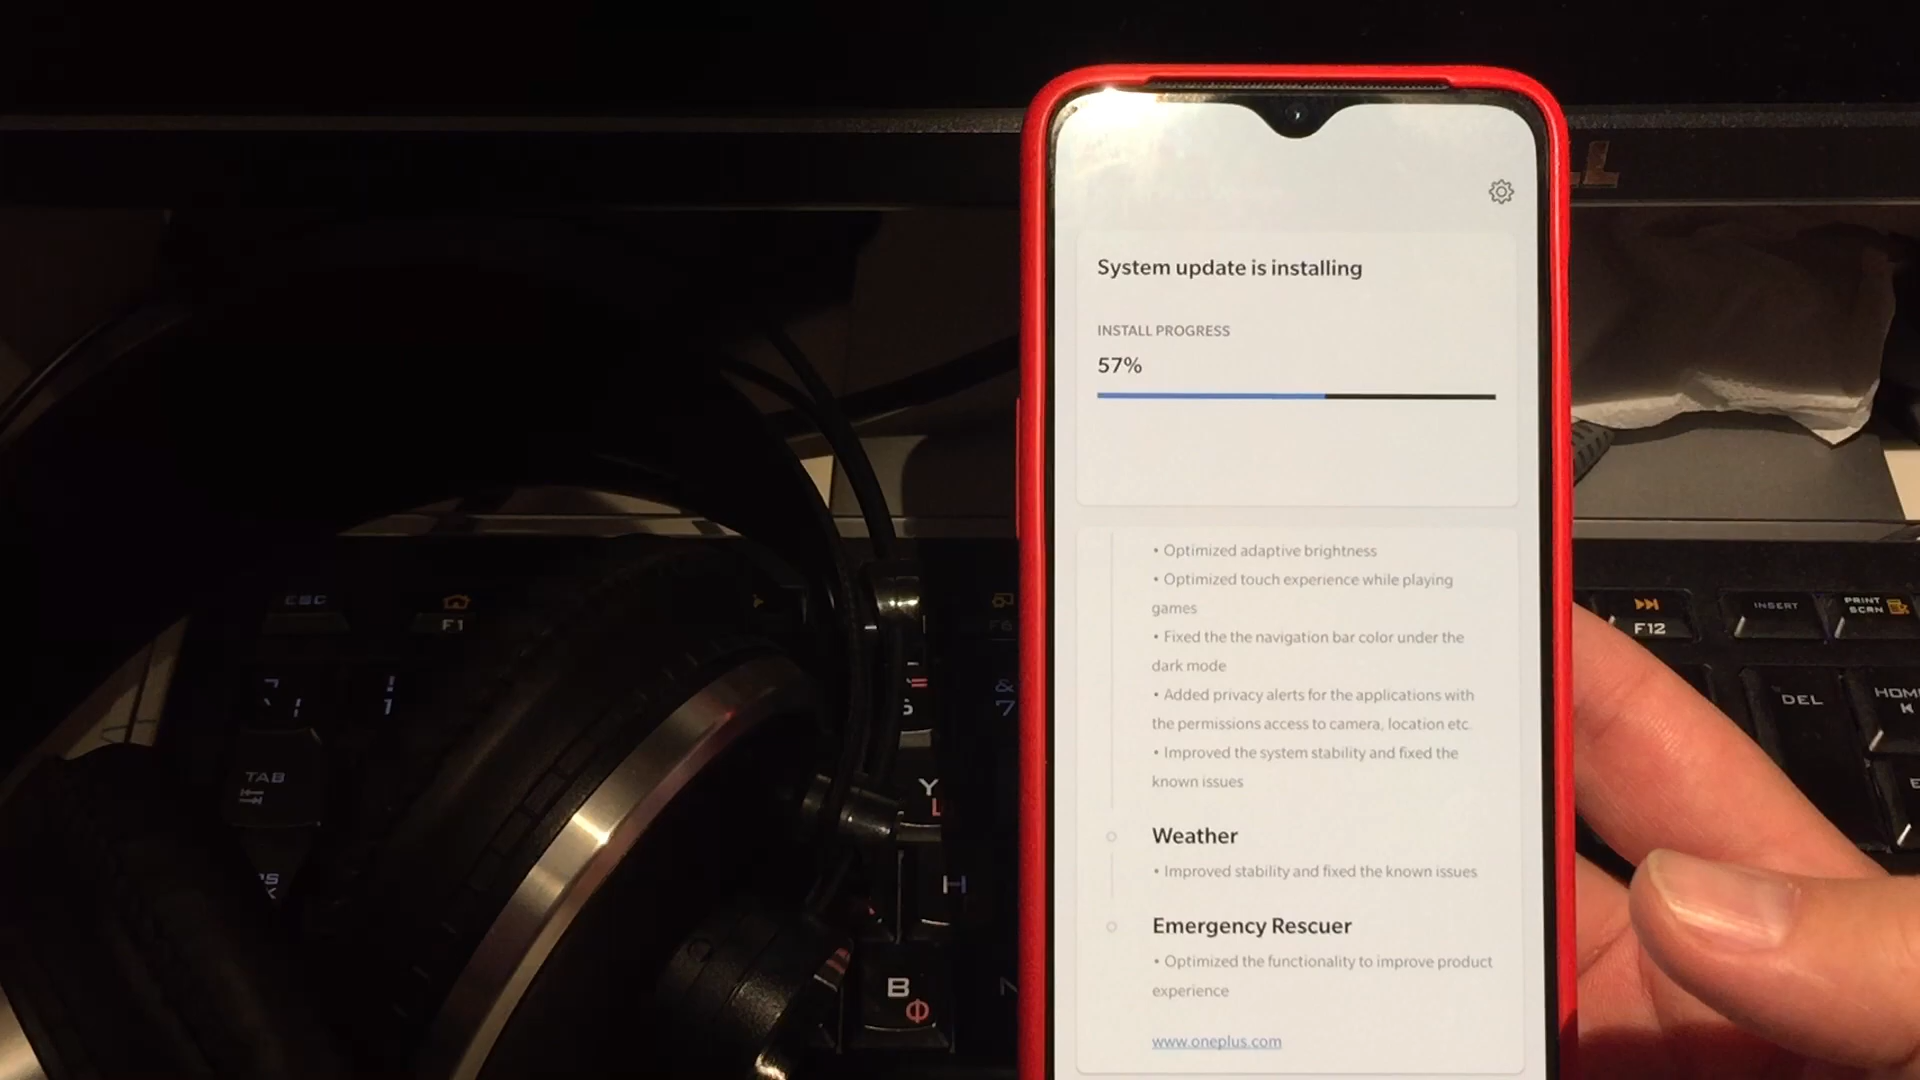 System update is installing
INSTALL PROGRESS
57%
• Optimized adaptive brightness
• Optimized touch experience while playing
games
• Fixed the the navigation bar color under the
dark mode
• Added privacy alerts for the applications with
the permissions access to camera, location etc.
• Improved the system stability and fixed the
known issues
Weather
• Improved stability and fixed the known issues
Emergency Rescuer
• Optimized the functionality to improve product
experience
www.oneplus.com
ESC
F1
F6
F12
INSERT
PRINT
SCRN
&
7
DEL
HOME
TAB
Y
H
B
Ф
N